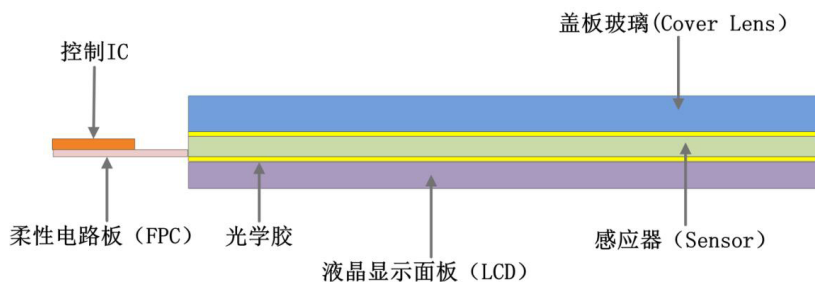 盖板玻璃(Cover Lens）
控制IC
柔性电路板（FPC）
光学胶
感应器（Sensor）
液晶显示面板（LCD）